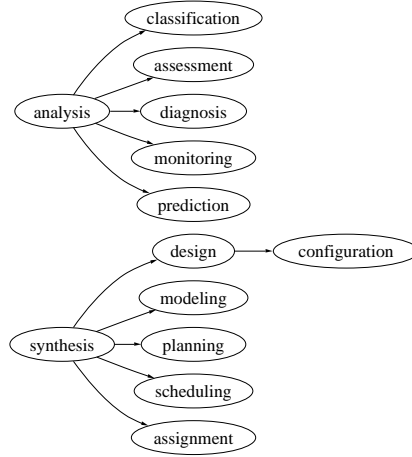 classification
assessment
analysis
diagnosis
monitoring
prediction
design
configuration
modeling
synthesis
planning
scheduling
assignment